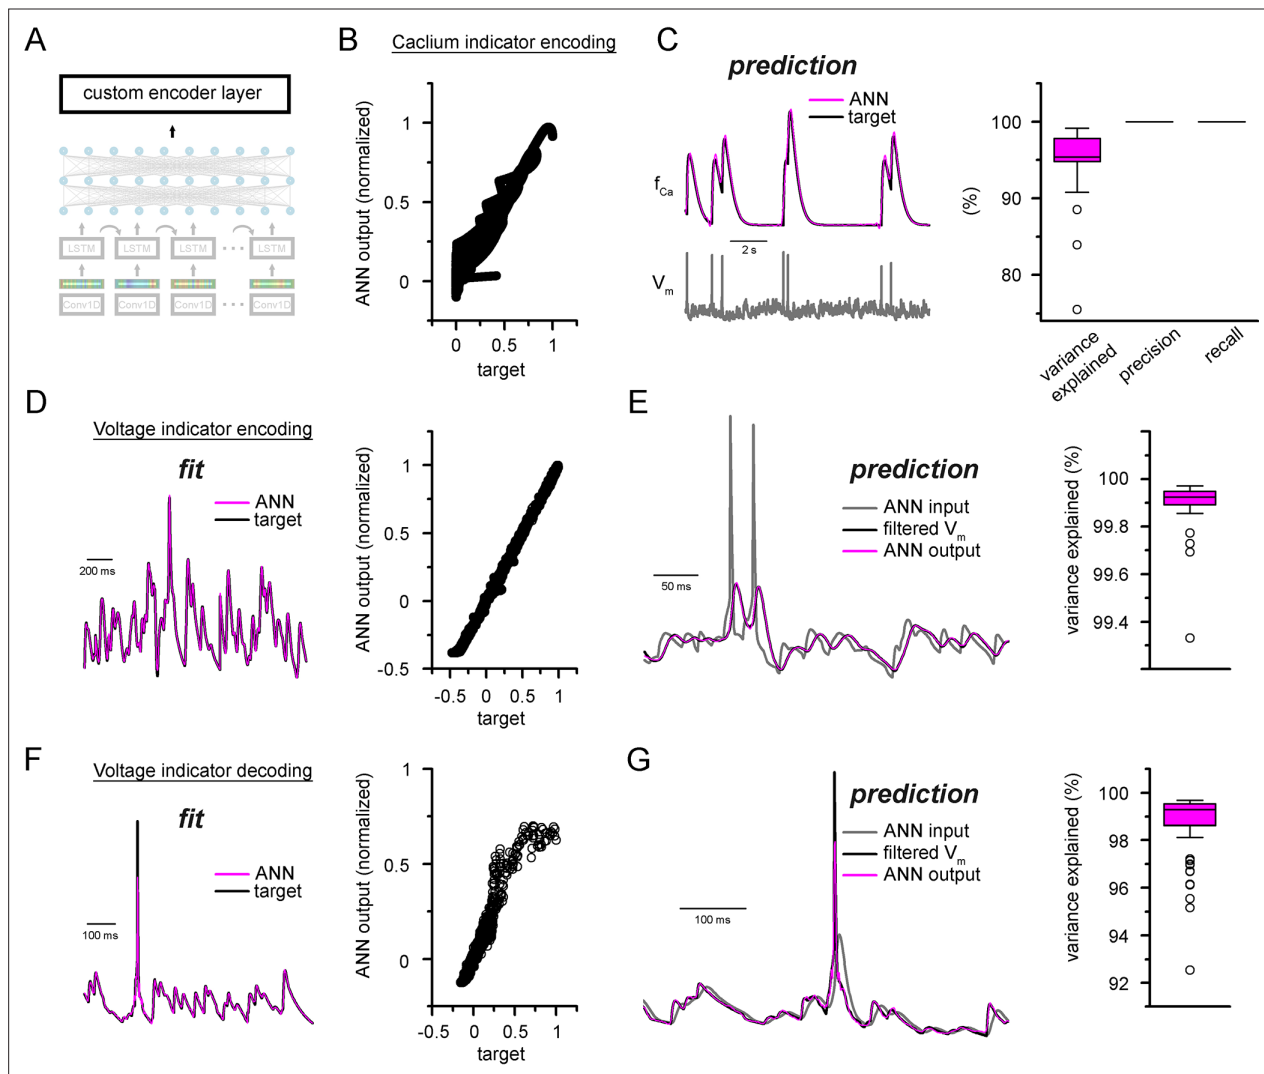 A
custom encoder layer
LSTM
LSTM
LSTM
LSTM
Conv1D
Conv1D
Conv1D
Conv1D
B
Caclium indicator encoding
ANN output (normalized)
1
0.5
0
0
0.5
1
target
C
prediction
ANN
target
fCa
2 s
Vm
(%)
100
90
80
variance
explained
precision
recall
D
Voltage indicator encoding
fit
ANN
target
200 ms
ANN output (normalized)
1
0.5
0
-0.5
-0.5
0
0.5
1
target
E
prediction
ANN input
filtered Vm
ANN output
50 ms
variance explained (%)
100
99.8
99.6
99.4
F
Voltage indicator decoding
fit
ANN
target
100 ms
ANN output (normalized)
1
0.5
0
-0.5
0
0.5
1
target
G
prediction
ANN input
filtered Vm
ANN output
100 ms
variance explained (%)
100
98
96
94
92